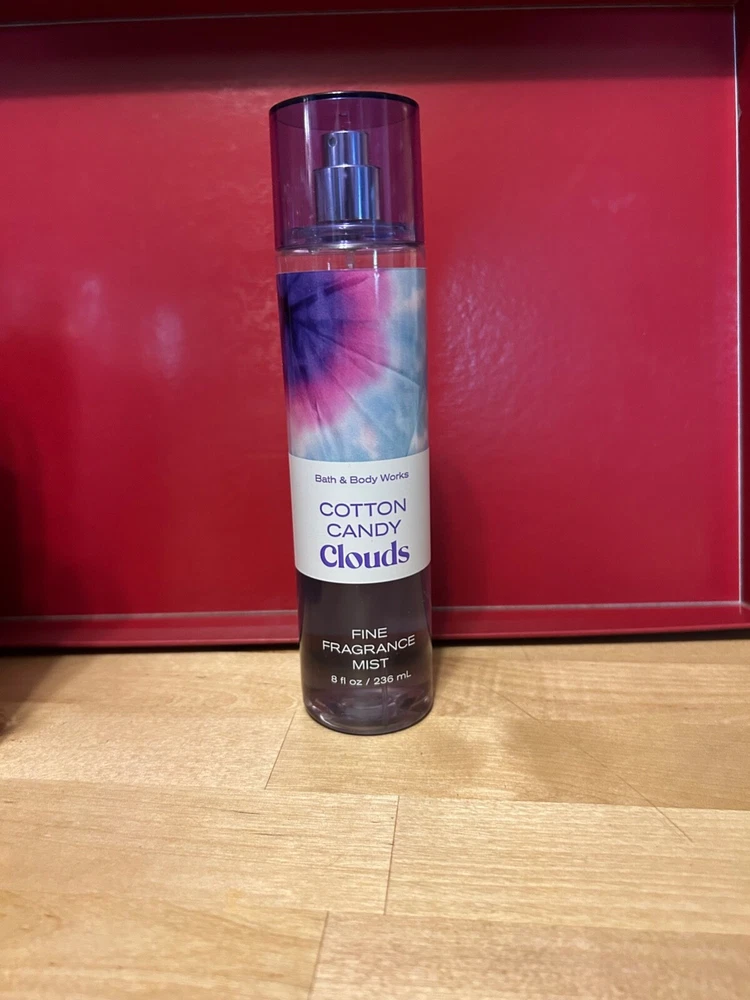 Bath & Body Works
COTTON
CANDY
Clouds
FINE
FRAGRANCE
MIST
8 fl oz / 236 mL